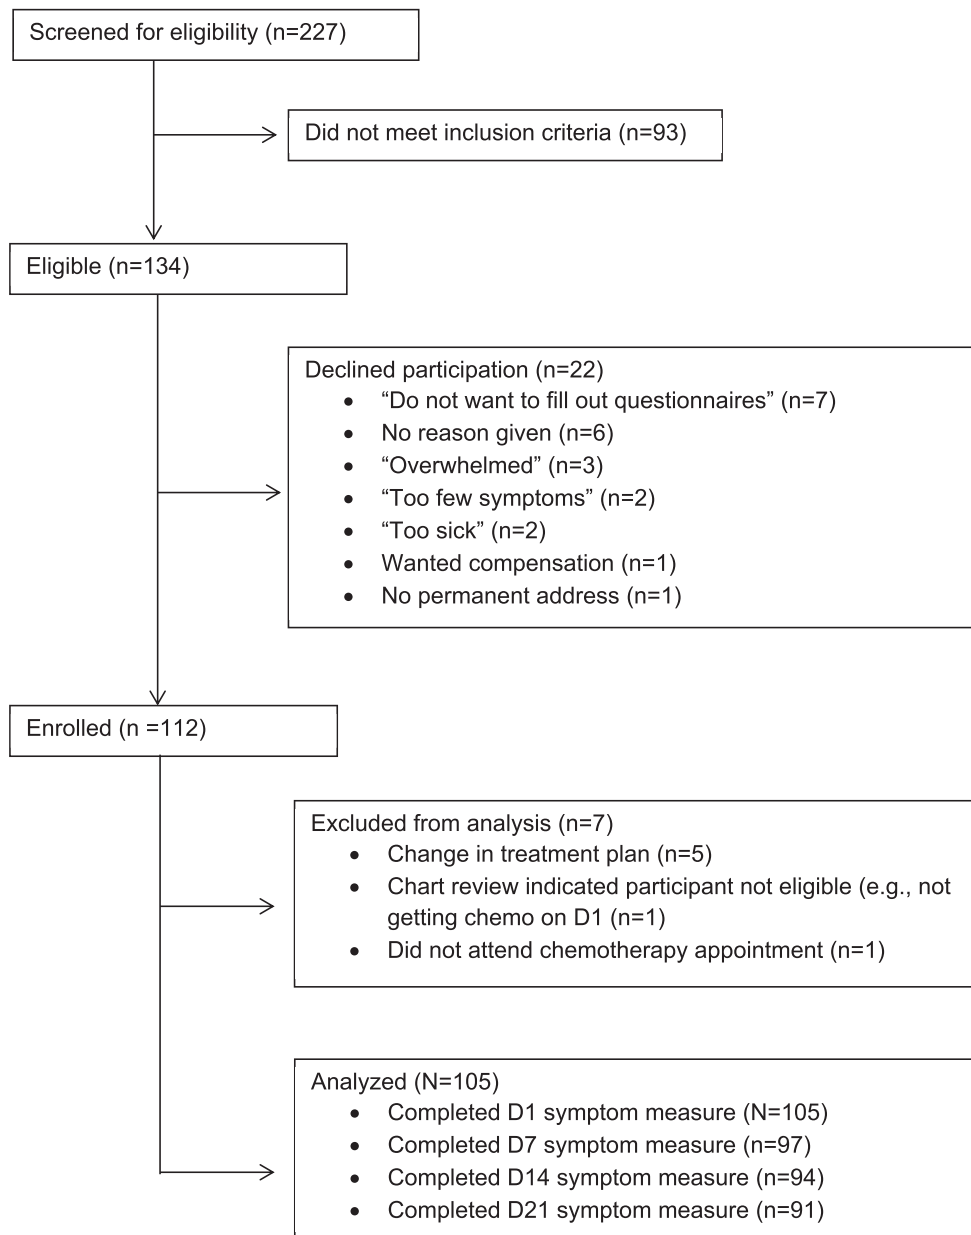 Screened for eligibility (n=227)
Did not meet inclusion criteria (n=93)
Eligible (n=134)
Declined participation (n=22)
• “Do not want to fill out questionnaires” (n=7)
• No reason given (n=6)
• “Overwhelmed” (n=3)
• “Too few symptoms” (n=2)
• “Too sick” (n=2)
• Wanted compensation (n=1)
• No permanent address (n=1)
Enrolled (n =112)
Excluded from analysis (n=7)
• Change in treatment plan (n=5)
• Chart review indicated participant not eligible (e.g., not
getting chemo on D1 (n=1)
• Did not attend chemotherapy appointment (n=1)
Analyzed (N=105)
• Completed D1 symptom measure (N=105)
• Completed D7 symptom measure (n=97)
• Completed D14 symptom measure (n=94)
• Completed D21 symptom measure (n=91)